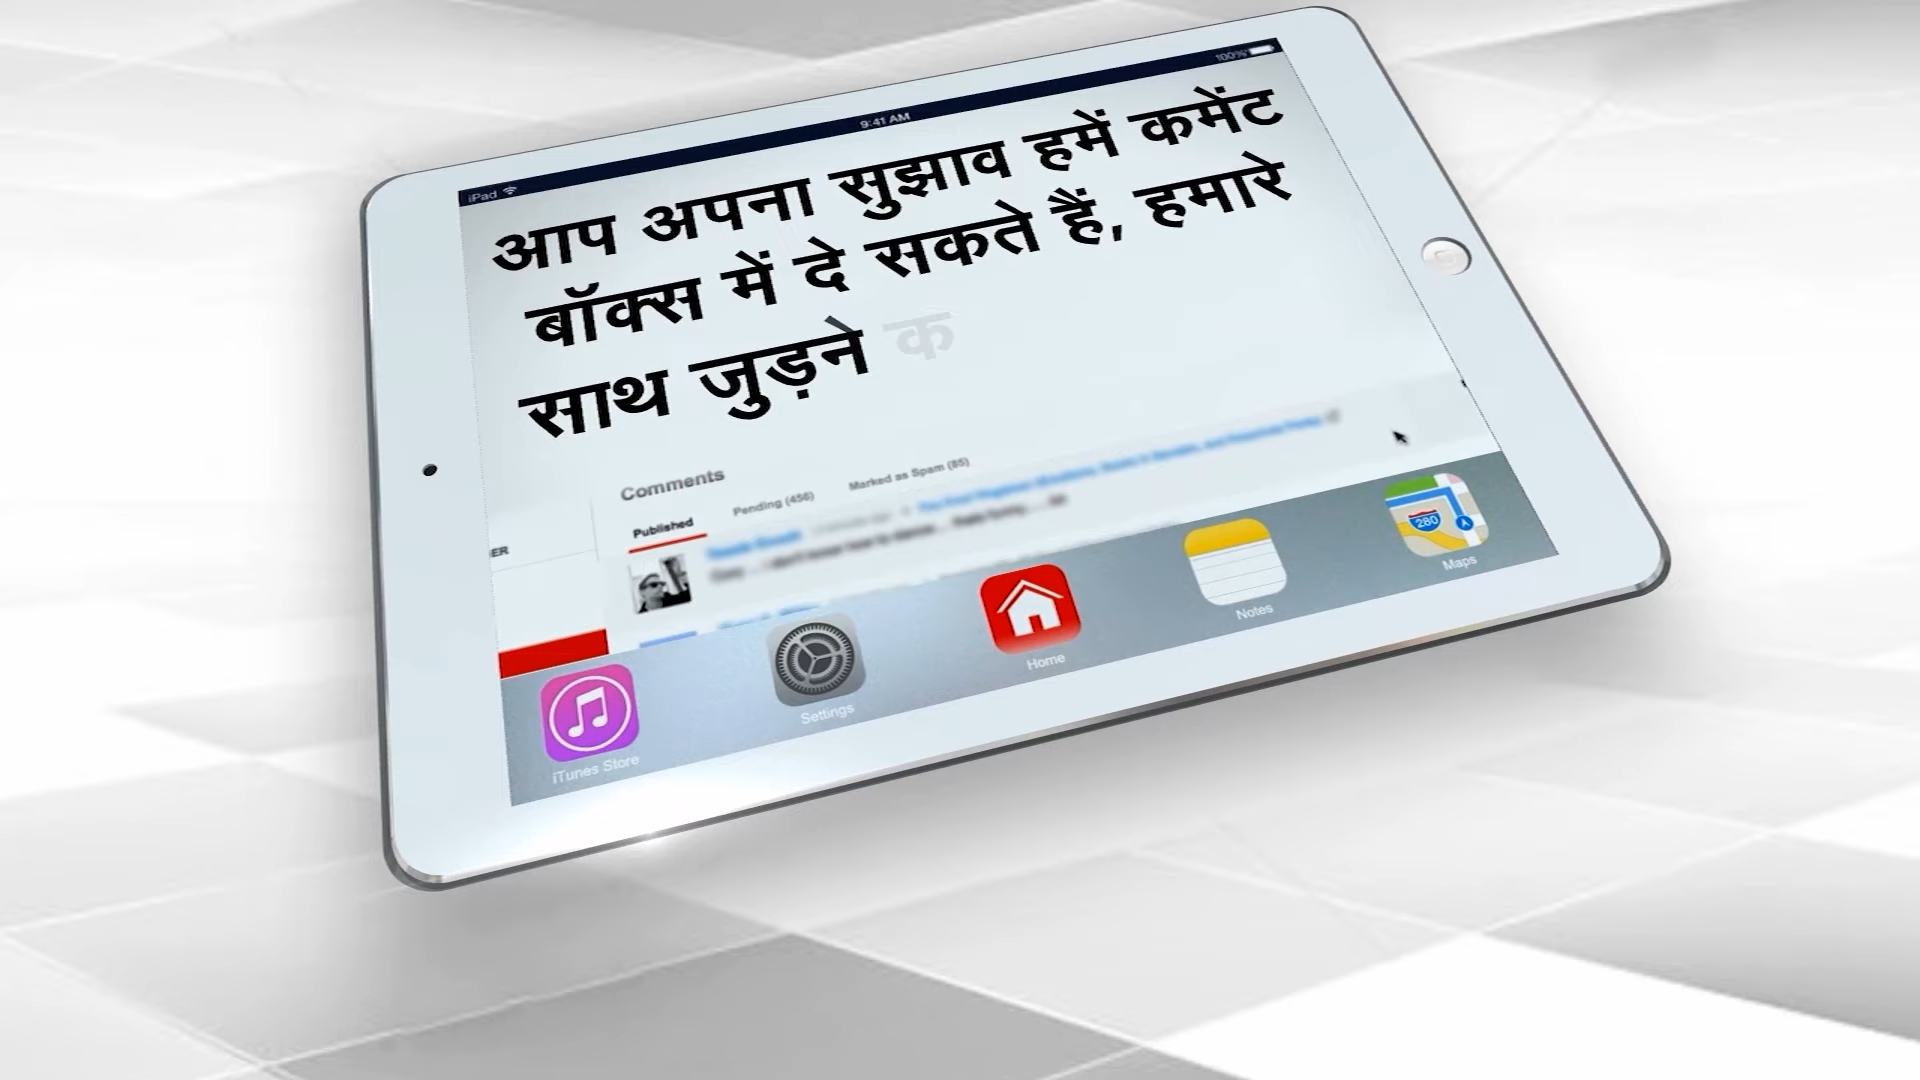 iPad
9:41 AM
100%
आप अपना सुझाव हमें कमेंट
बॉक्स में दे सकते हैं, हमारे
साथ जुड़ने क
Comments
Published
Pending (456)
Marked as Spam (85)
ER
280
iTunes Store
Settings
Home
Notes
Maps